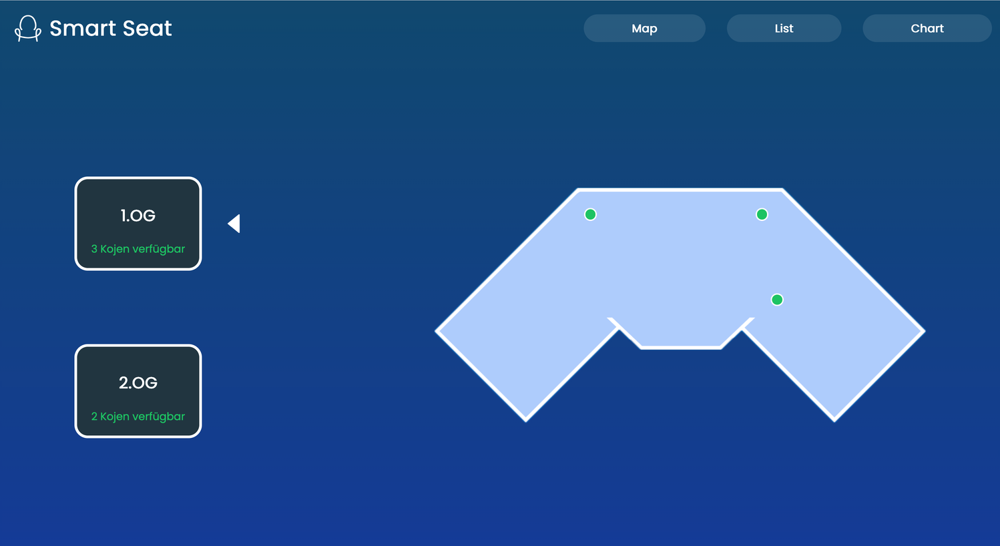 Smart Seat
Map
List
Chart
1.OG
3 Kojen verfügbar
2.OG
2 Kojen verfügbar